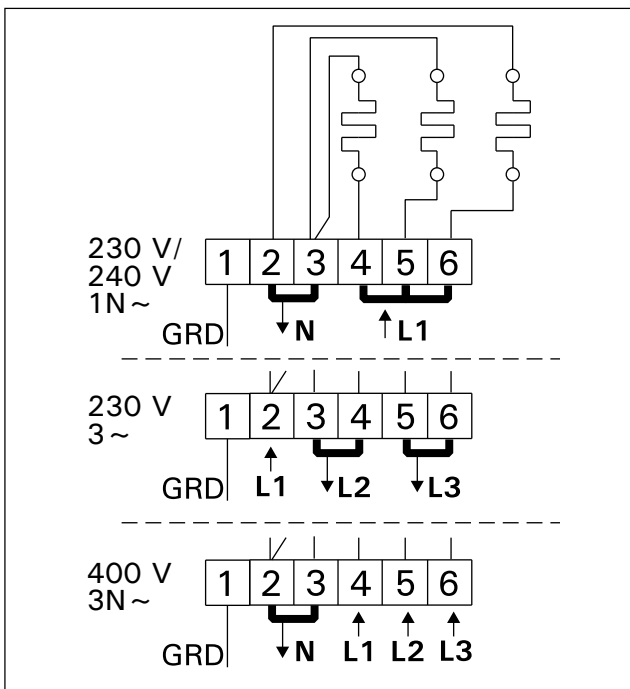 230 V/
240 V
1N ~
1 2 3 4 5 6
GRD N L1
230 V
3 ~
1 2 3 4 5 6
GRD L1 L2 L3
400 V
3N ~
1 2 3 4 5 6
GRD N L1 L2 L3